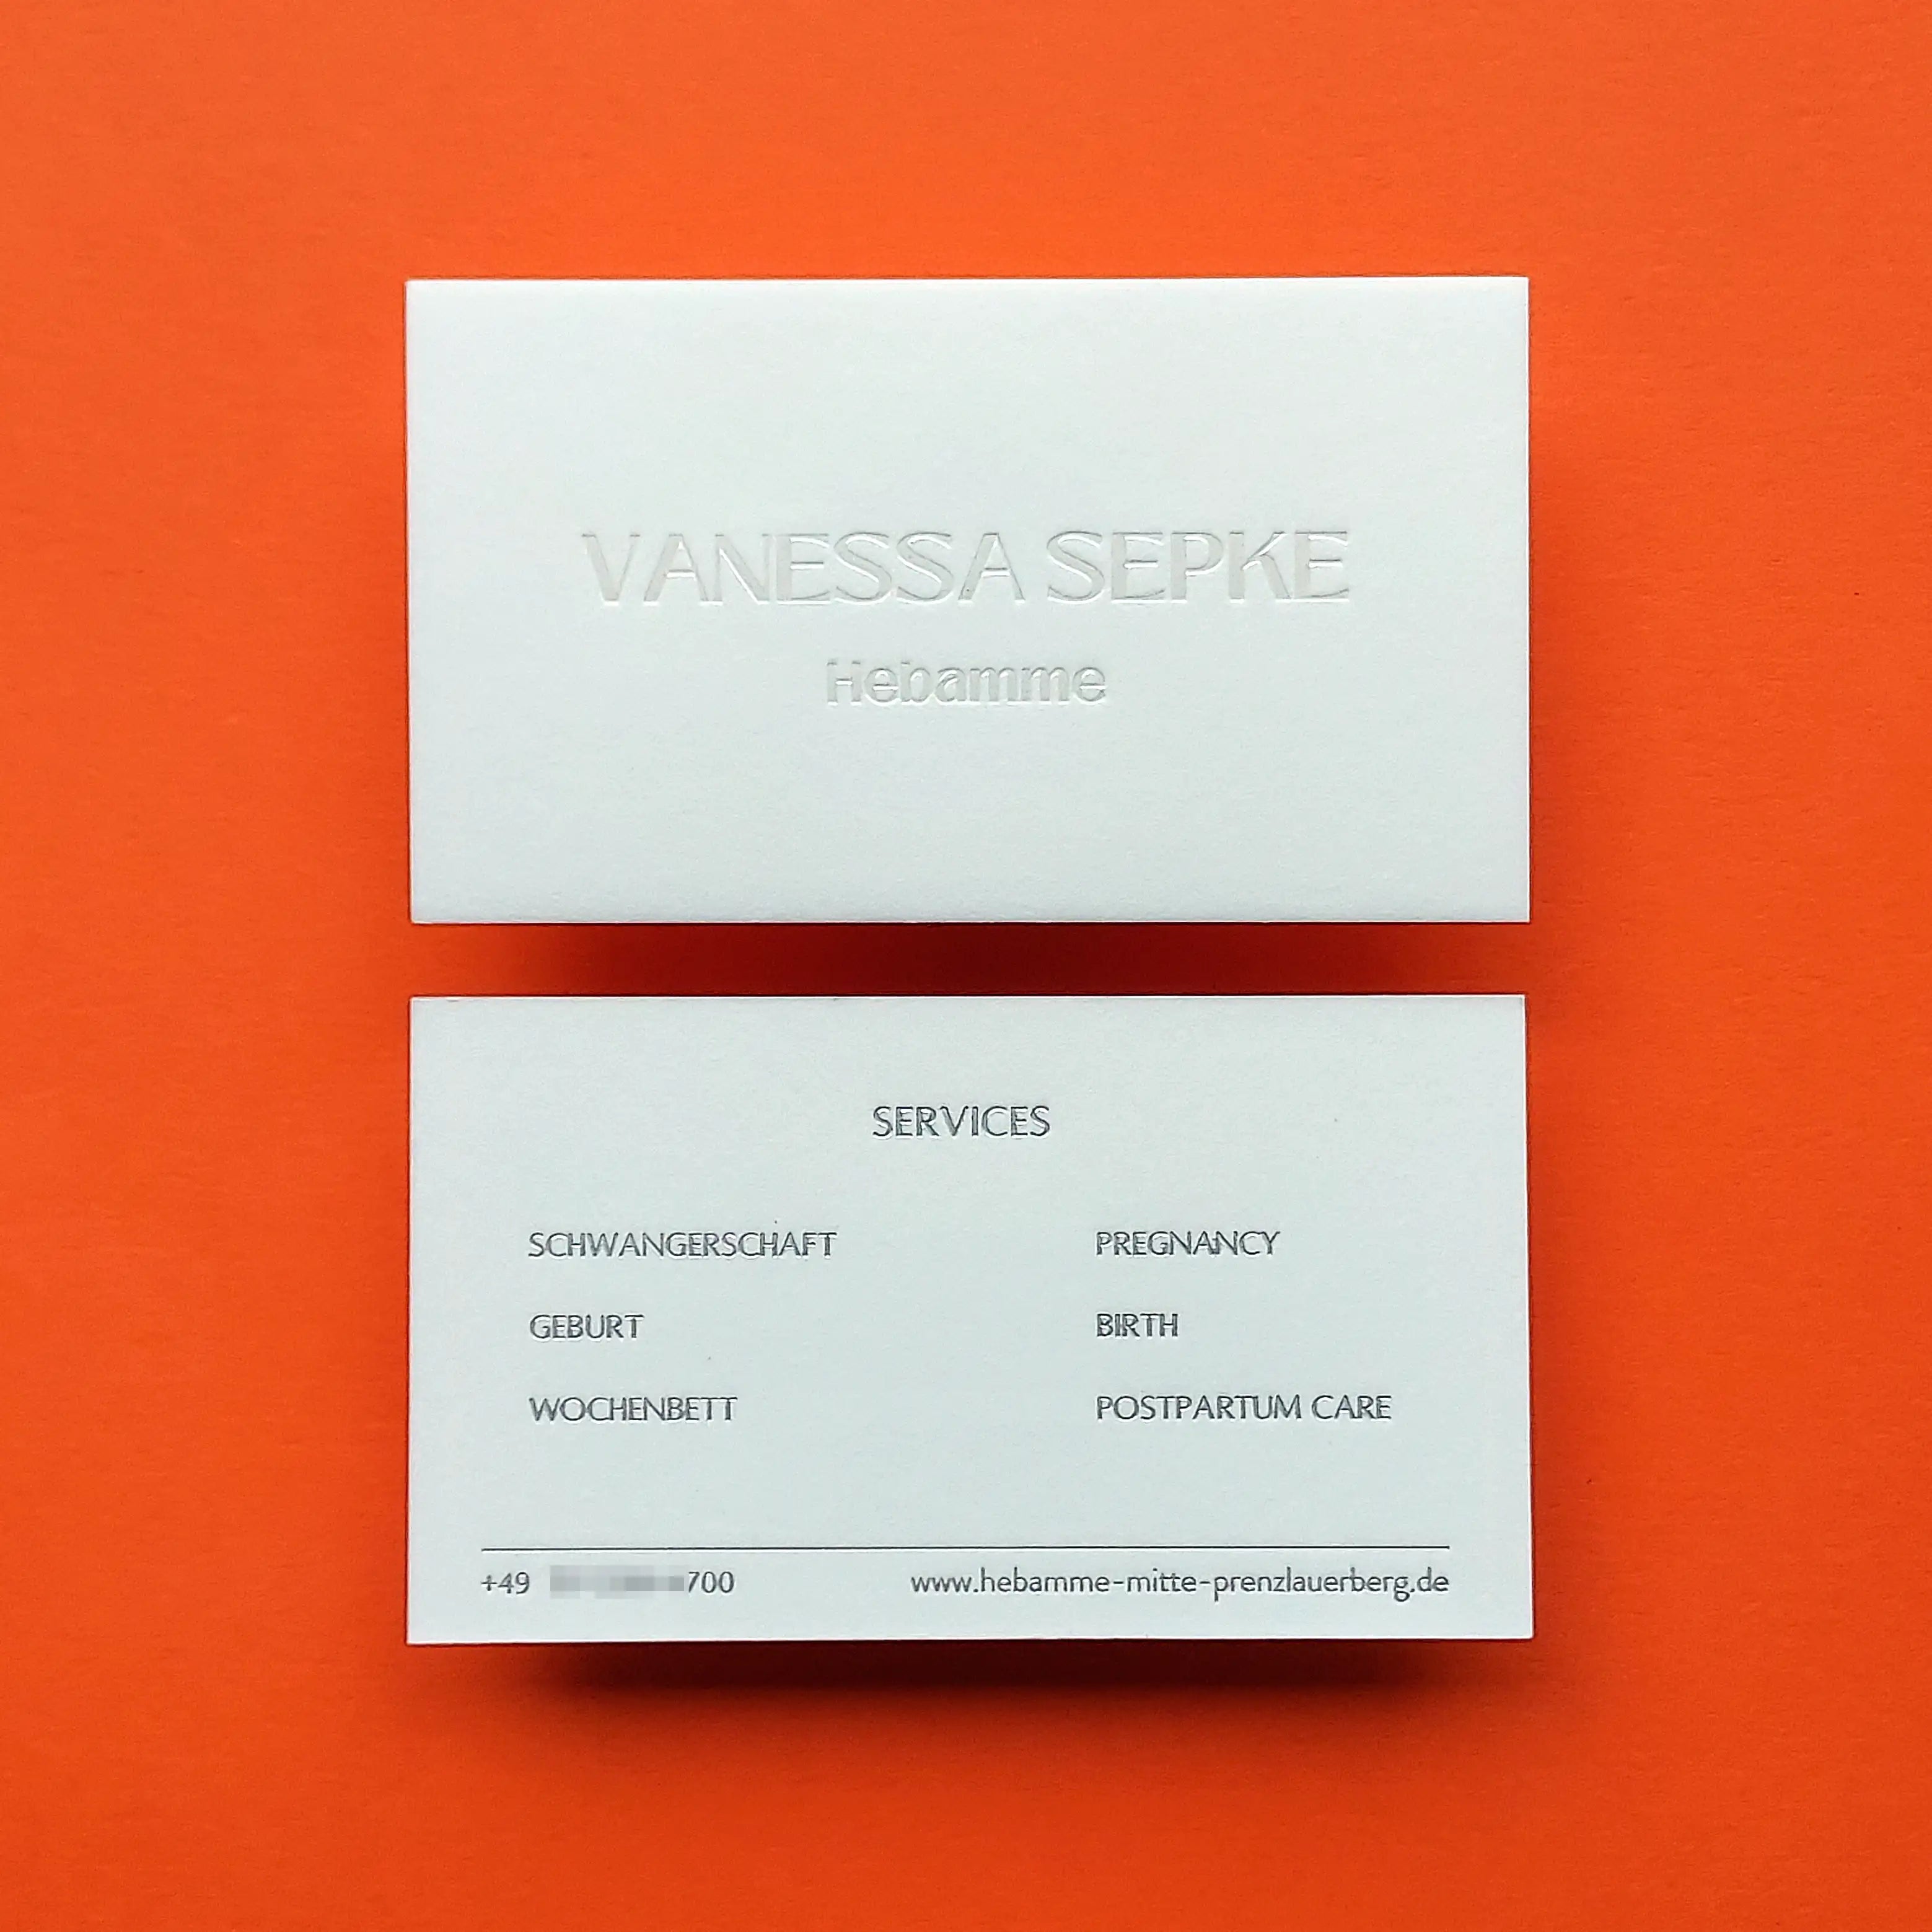 VANESSA SEPKE
Hebamme
SERVICES
SCHWANGERSCHAFT PREGNANCY
GEBURT BIRTH
WOCHENBETT POSTPARTUM CARE
+49 700 www.hebamme-mitte-prenzlauerberg.de